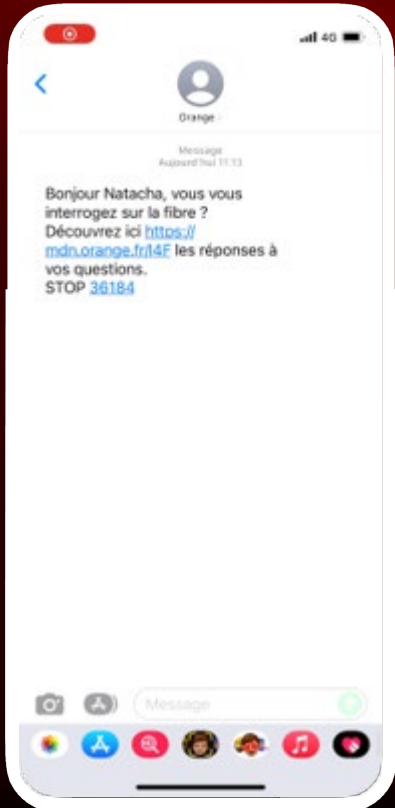 4G
Orange
Message
Aujourd'hui 11:13
Bonjour Natacha, vous vous
interrogez sur la fibre ?
Découvrez ici https://
mdn.orange.fr/l4F les réponses à
vos questions.
STOP 36184
Message